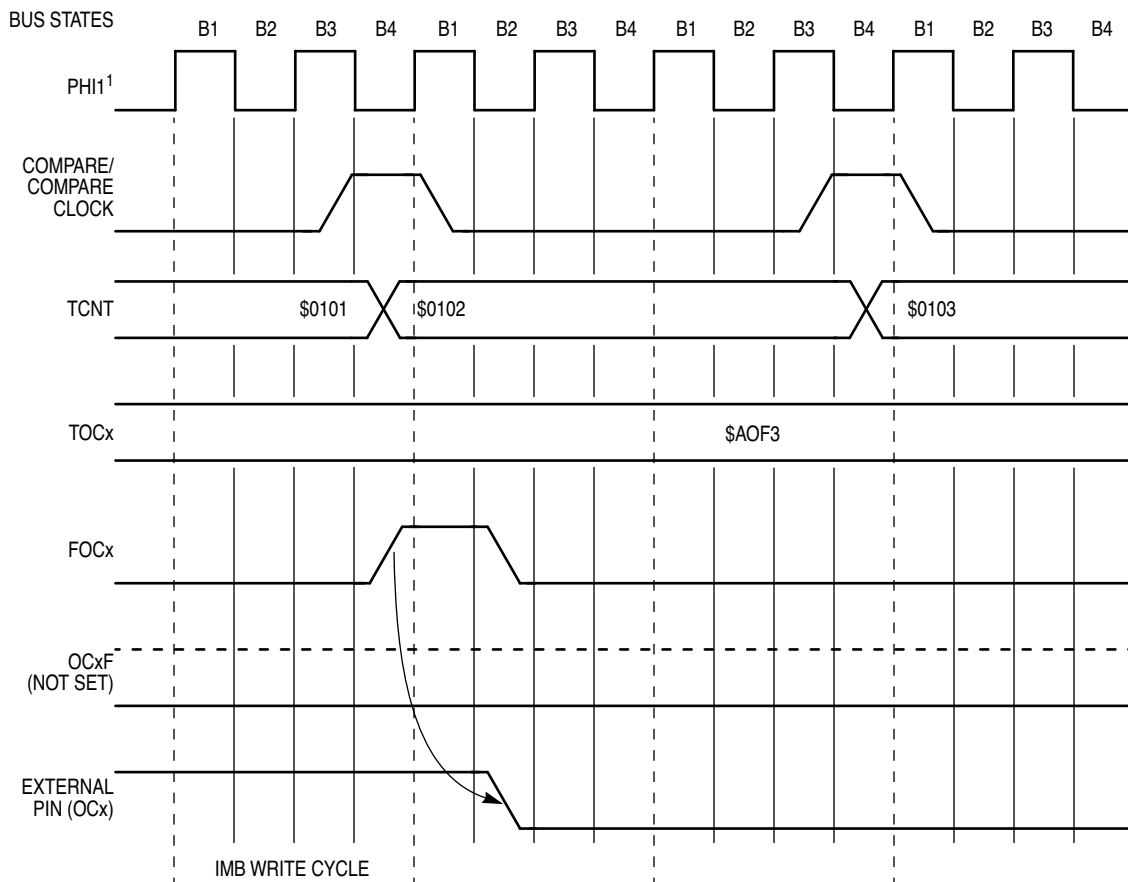 BUS STATES
B1 B2 B3 B4 B1 B2 B3 B4 B1 B2 B3 B4 B1 B2 B3 B4
PHI1¹
COMPARE/
COMPARE
CLOCK
TCNT
$0101
$0102
$0103
TOCx
$AOF3
FOCx
OCxF
(NOT SET)
EXTERNAL
PIN (OCx)
IMB WRITE CYCLE